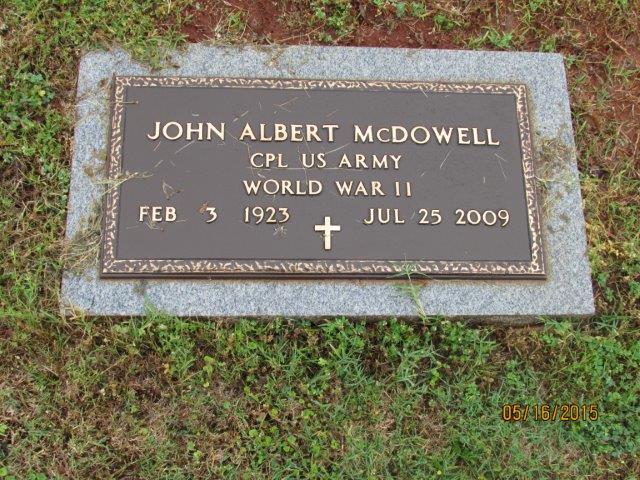 JOHN ALBERT McDOWELL
CPL US ARMY
WORLD WAR II
FEB 3 1923 JUL 25 2009
05/16/2015